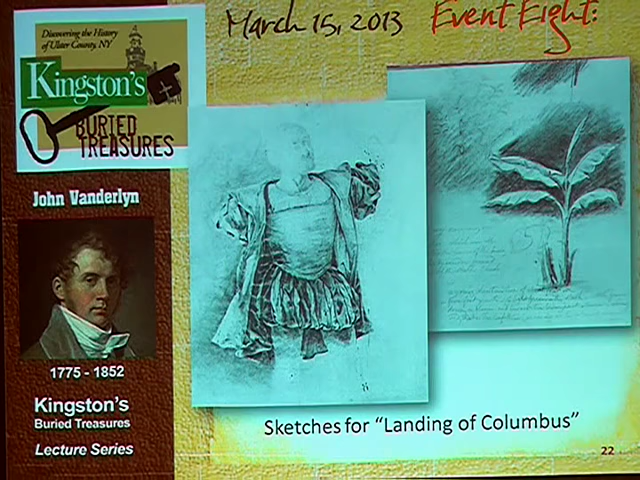 March 15, 2013
Event Eight:
Discovering the History
of Ulster County, NY
Kingston's
BURIED
TREASURES
John Vanderlyn
1775 - 1852
Kingston's
Buried Treasures
Lecture Series
Sketches for "Landing of Columbus"
22